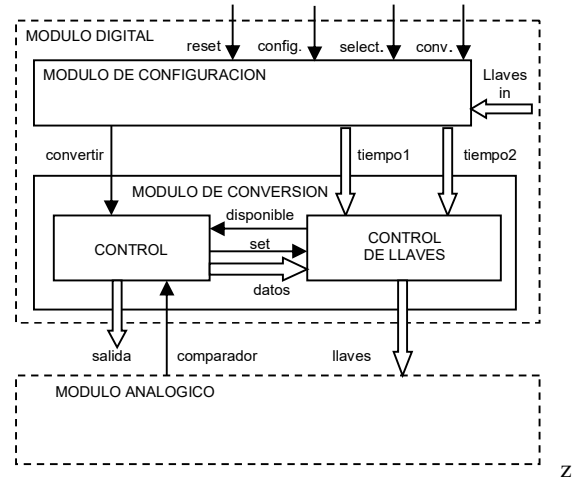 MODULO DIGITAL
reset config. select. conv.
MODULO DE CONFIGURACION
Llaves
in
convertir
tiempo1
tiempo2
MODULO DE CONVERSION
disponible
CONTROL
set
CONTROL
DE LLAVES
datos
salida
comparador
llaves
MODULO ANALOGICO
z